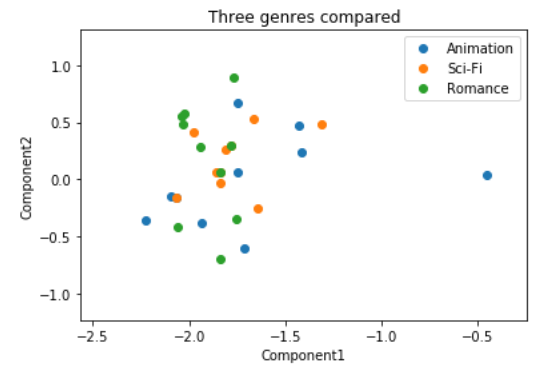 Three genres compared
Animation
Sci-Fi
Romance
1.0
0.5
0.0
−0.5
−1.0
Component2
−2.5 −2.0 −1.5 −1.0 −0.5
Component1